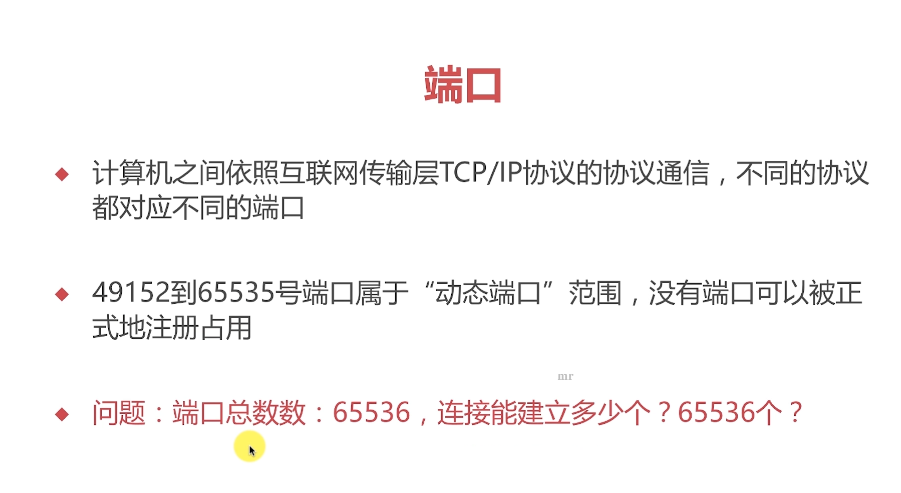 端口
计算机之间依照互联网传输层TCP/IP协议的协议通信，不同的协议
都对应不同的端口
49152到65535号端口属于“动态端口”范围，没有端口可以被正
式地注册占用
mr
问题：端口总数数：65536，连接能建立多少个？65536个？